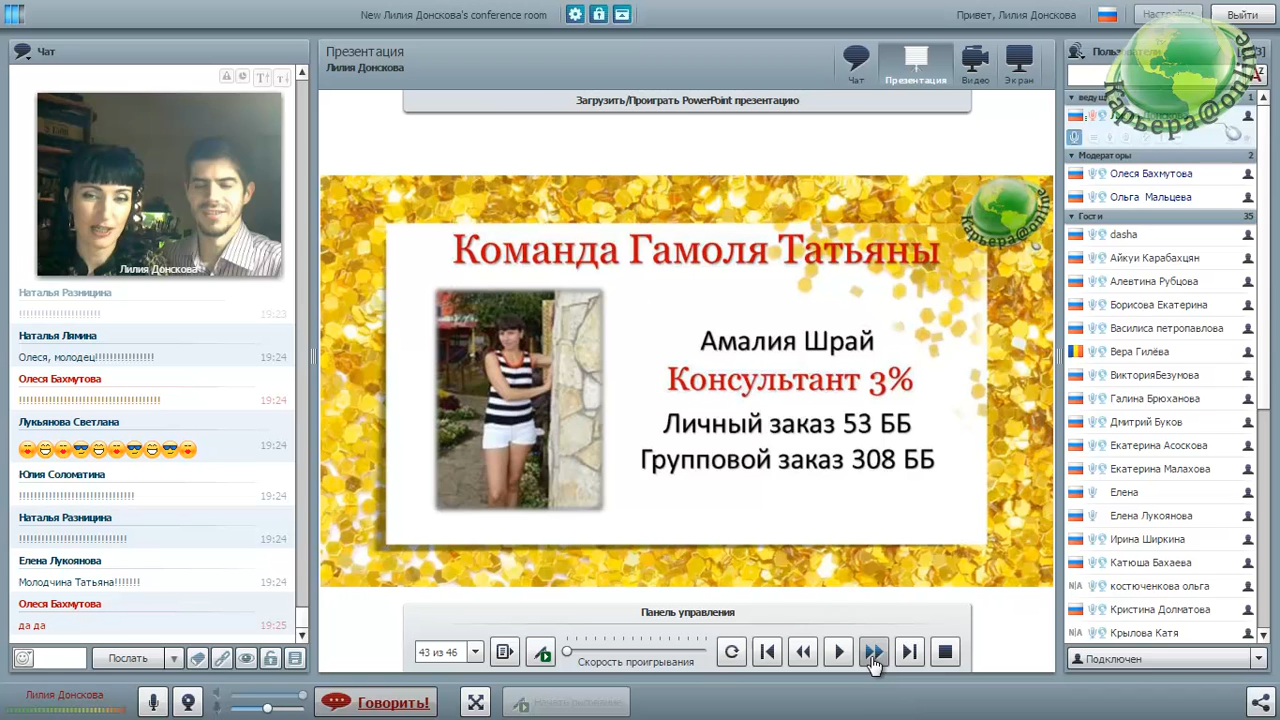 New Лилия Донскова's conference room
Привет, Лилия Донскова
Настройки
Выйти
Чат
Лилия Донскова
Наталья Разницина
!!!!!!!!!!!!!!!!!!!!! 19:23
Наталья Лямина
Олеся, молодец!!!!!!!!!!!!!!!! 19:24
Олеся Бахмутова
!!!!!!!!!!!!!!!!!!!!!!!!!!!!!!!!!!!! 19:24
Лукьянова Светлана
19:24
Юлия Соломатина
!!!!!!!!!!!!!!!!!!!!!!!!!!!!! 19:24
Наталья Разницина
!!!!!!!!!!!!!!!!!!!!!!!!!!! 19:24
Елена Лукоянова
Молодчина Татьяна!!!!!!! 19:24
Олеся Бахмутова
да да 19:25
Послать
Презентация
Лилия Донскова
Чат
Презентация
Видео
Экран
Загрузить/Проиграть PowerPoint презентацию
Карьера@online
Команда Гамоля Татьяны
Амалия Шрай
Консультант 3%
Личный заказ 53 ББ
Групповой заказ 308 ББ
Панель управления
43 из 46
Скорость проигрывания
Карьера@online
Модераторы 2
Олеся Бахмутова
Ольга Мальцева
Гости 35
dasha
Айкуи Карабахцян
Алевтина Рубцова
Борисова Екатерина
Василиса петропавлова
Вера Гилёва
ВикторияБезумова
Галина Брюханова
Дмитрий Буков
Екатерина Асоскова
Екатерина Малахова
Елена
Елена Лукоянова
Ирина Ширкина
Катюша Бахаева
N/A костюченкова ольга
Кристина Долматова
N/A Крылова Катя
Подключен
Лилия Донскова
Говорить!